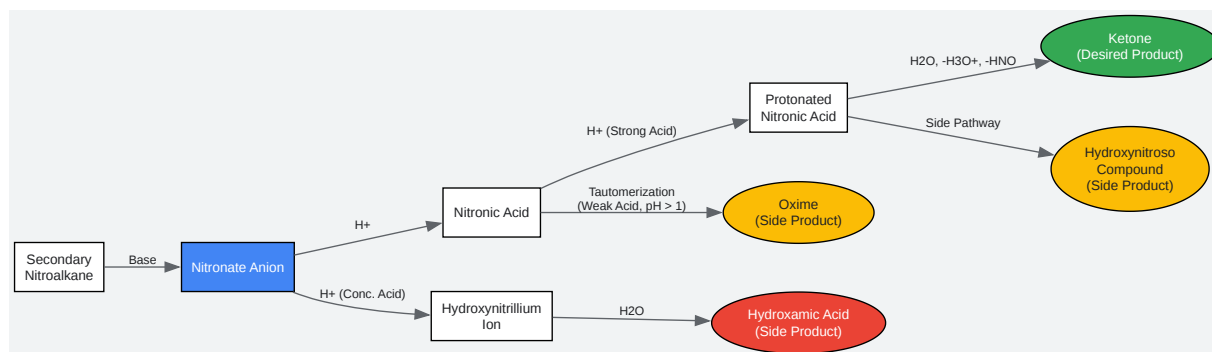 Ketone
(Desired Product)
H2O, -H3O+, -HNO
Protonated
Nitronic Acid
Side Pathway
H+ (Strong Acid)
Hydroxynitroso
Compound
(Side Product)
Tautomerization
(Weak Acid, pH > 1)
Nitronic Acid
Oxime
(Side Product)
H+
Secondary
Nitroalkane
Base
Nitronate Anion
H+ (Conc. Acid)
Hydroxynitrillium
Ion
H2O
Hydroxamic Acid
(Side Product)